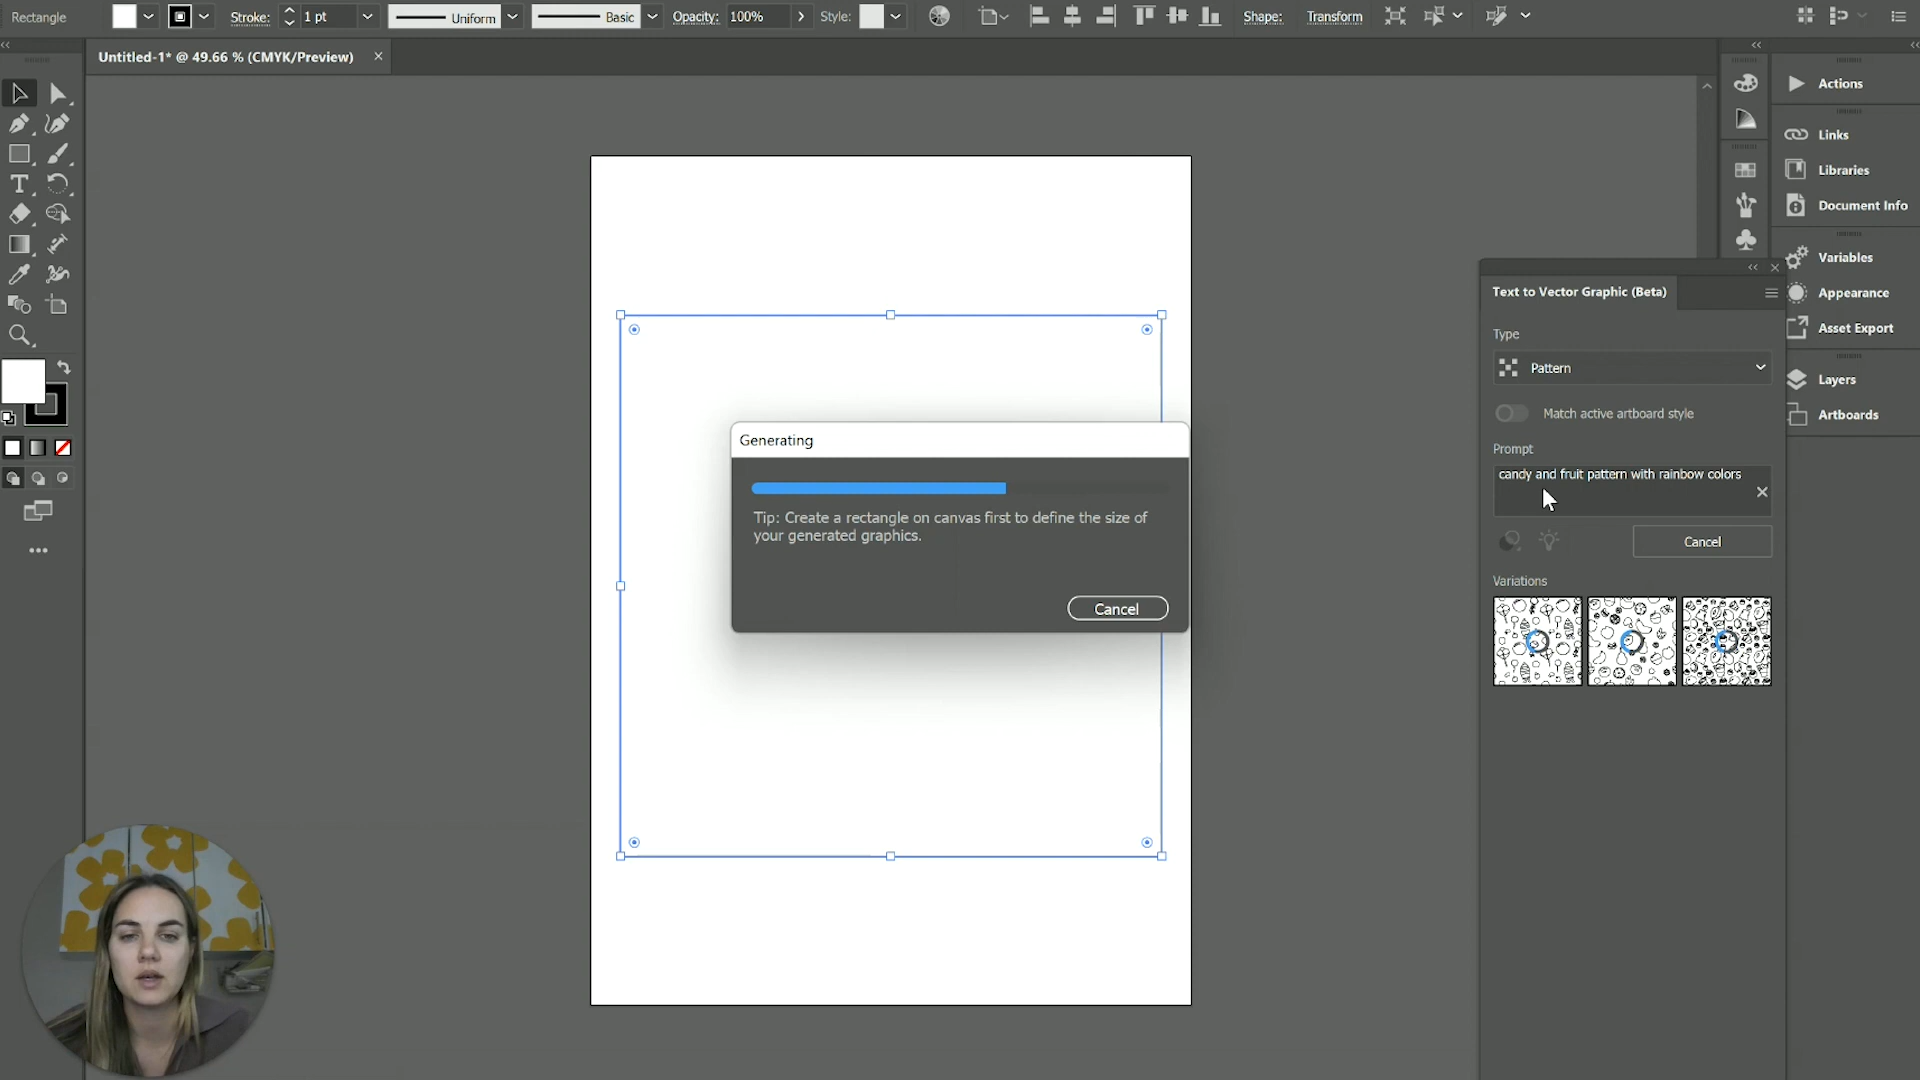 Rectangle
Stroke:
1 pt
Uniform
Basic
Opacity:
100%
Style:
Shape:
Transform
Untitled-1* @ 49.66 % (CMYK/Preview)
Actions
Links
Libraries
Document Info
Variables
Appearance
Asset Export
Layers
Artboards
Text to Vector Graphic (Beta)
Type
Pattern
Match active artboard style
Prompt
candy and fruit pattern with rainbow colors
Cancel
Variations
Generating
Tip: Create a rectangle on canvas first to define the size of
your generated graphics.
Cancel